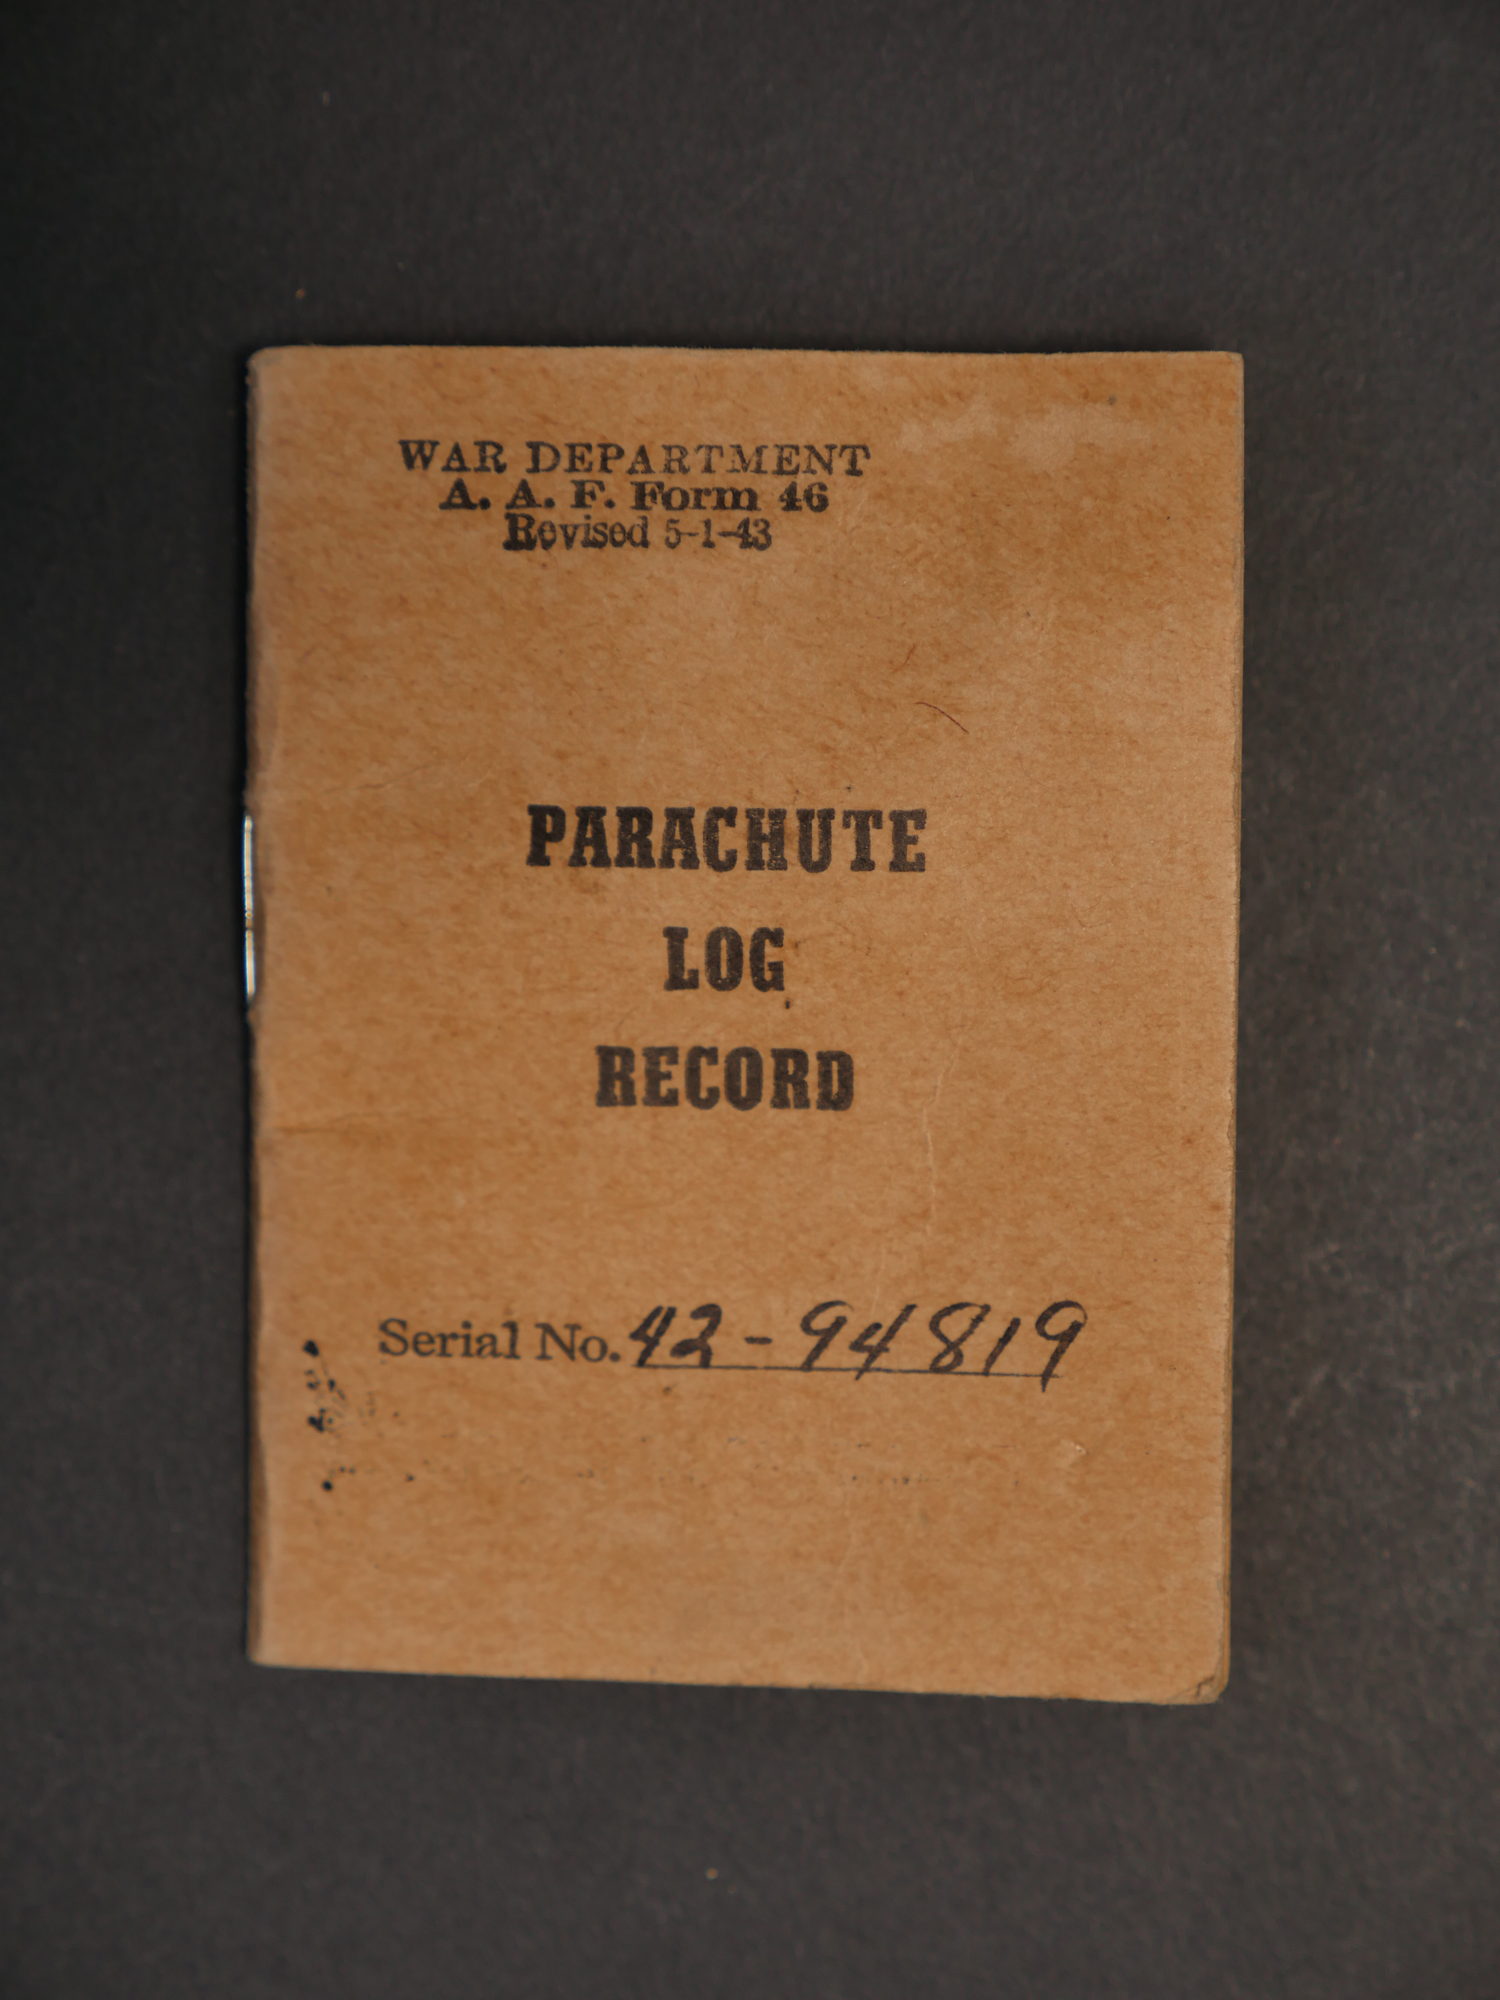 WAR DEPARTMENT
A. A. F. Form 46
Revised 5-1-43
PARACHUTE
LOG
RECORD
Serial No. 42-94819